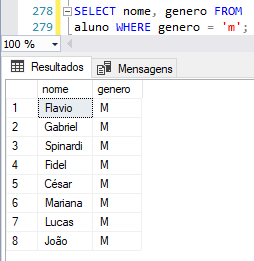 278 SELECT nome, genero FROM
279 aluno WHERE genero = 'm';
100 %
Resultados Mensagens
nome genero
1 Flavio M
2 Gabriel M
3 Spinardi M
4 Fidel M
5 César M
6 Mariana M
7 Lucas M
8 João M